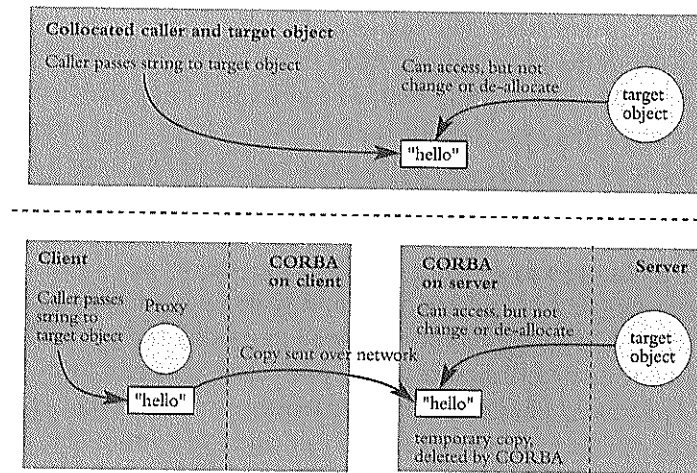 Collocated caller and target object
Caller passes string to target object
Can access, but not
change or de-allocate
target
object
"hello"
Client
CORBA
on client
CORBA
on server
Server
Caller passes
string to
target object
Proxy
Can access, but not
change or de-allocate
target
object
Copy sent over network
"hello"
"hello"
temporary copy
deleted by CORBA